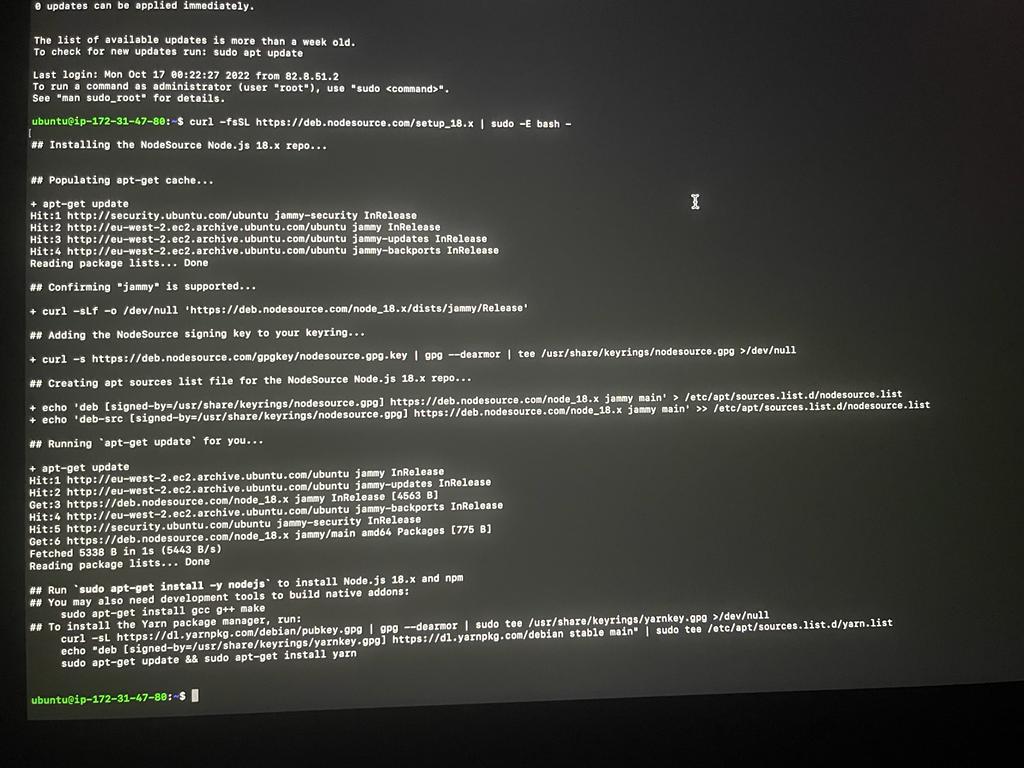 0 updates can be applied immediately.
The list of available updates is more than a week old.
To check for new updates run: sudo apt update
Last login: Mon Oct 17 00:22:27 2022 from 82.8.51.2
To run a command as administrator (user "root"), use "sudo <command>".
See "man sudo_root" for details.
ubuntu@ip-172-31-47-80:~$ curl -fsSL https://deb.nodesource.com/setup_18.x | sudo -E bash -
[
## Installing the NodeSource Node.js 18.x repo...
## Populating apt-get cache...
+ apt-get update
Hit:1 http://security.ubuntu.com/ubuntu jammy-security InRelease
Hit:2 http://eu-west-2.ec2.archive.ubuntu.com/ubuntu jammy InRelease
Hit:3 http://eu-west-2.ec2.archive.ubuntu.com/ubuntu jammy-updates InRelease
Hit:4 http://eu-west-2.ec2.archive.ubuntu.com/ubuntu jammy-backports InRelease
Reading package lists... Done
## Confirming "jammy" is supported...
+ curl -sLf -o /dev/null 'https://deb.nodesource.com/node_18.x/dists/jammy/Release'
## Adding the NodeSource signing key to your keyring...
+ curl -s https://deb.nodesource.com/gpgkey/nodesource.gpg.key | gpg --dearmor | tee /usr/share/keyrings/nodesource.gpg >/dev/null
## Creating apt sources list file for the NodeSource Node.js 18.x repo...
+ echo 'deb [signed-by=/usr/share/keyrings/nodesource.gpg] https://deb.nodesource.com/node_18.x jammy main' > /etc/apt/sources.list.d/nodesource.list
+ echo 'deb-src [signed-by=/usr/share/keyrings/nodesource.gpg] https://deb.nodesource.com/node_18.x jammy main' >> /etc/apt/sources.list.d/nodesource.list
## Running `apt-get update` for you...
+ apt-get update
Hit:1 http://eu-west-2.ec2.archive.ubuntu.com/ubuntu jammy InRelease
Hit:2 http://eu-west-2.ec2.archive.ubuntu.com/ubuntu jammy-updates InRelease
Get:3 https://deb.nodesource.com/node_18.x jammy InRelease [4563 B]
Hit:4 http://eu-west-2.ec2.archive.ubuntu.com/ubuntu jammy-backports InRelease
Hit:5 http://security.ubuntu.com/ubuntu jammy-security InRelease
Get:6 https://deb.nodesource.com/node_18.x jammy/main amd64 Packages [775 B]
Fetched 5338 B in 1s (5443 B/s)
Reading package lists... Done
## Run `sudo apt-get install -y nodejs` to install Node.js 18.x and npm
## You may also need development tools to build native addons:
sudo apt-get install gcc g++ make
## To install the Yarn package manager, run:
curl -sL https://dl.yarnpkg.com/debian/pubkey.gpg | gpg --dearmor | sudo tee /usr/share/keyrings/yarnkey.gpg >/dev/null
echo "deb [signed-by=/usr/share/keyrings/yarnkey.gpg] https://dl.yarnpkg.com/debian stable main" | sudo tee /etc/apt/sources.list.d/yarn.list
sudo apt-get update && sudo apt-get install yarn
ubuntu@ip-172-31-47-80:~$